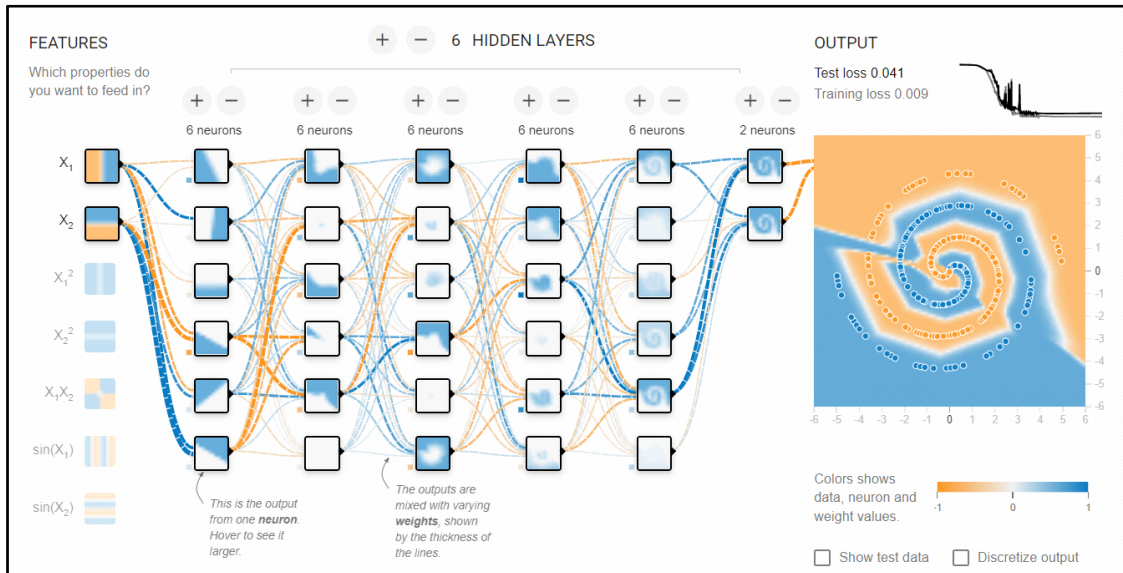 FEATURES
Which properties do
you want to feed in?
+ − 6 HIDDEN LAYERS
+ − + − + − + − + − + −
6 neurons 6 neurons 6 neurons 6 neurons 6 neurons 2 neurons
X1
X2
X1²
X2²
X1X2
sin(X1)
sin(X2)
This is the output
from one neuron.
Hover to see it
larger.
The outputs are
mixed with varying
weights, shown
by the thickness of
the lines.
OUTPUT
Test loss 0.041
Training loss 0.009
6
5
4
3
2
1
0
-1
-2
-3
-4
-5
-6
-6 -5 -4 -3 -2 -1 0 1 2 3 4 5 6
Colors shows
data, neuron and
weight values.
-1 0 1
Show test data Discretize output